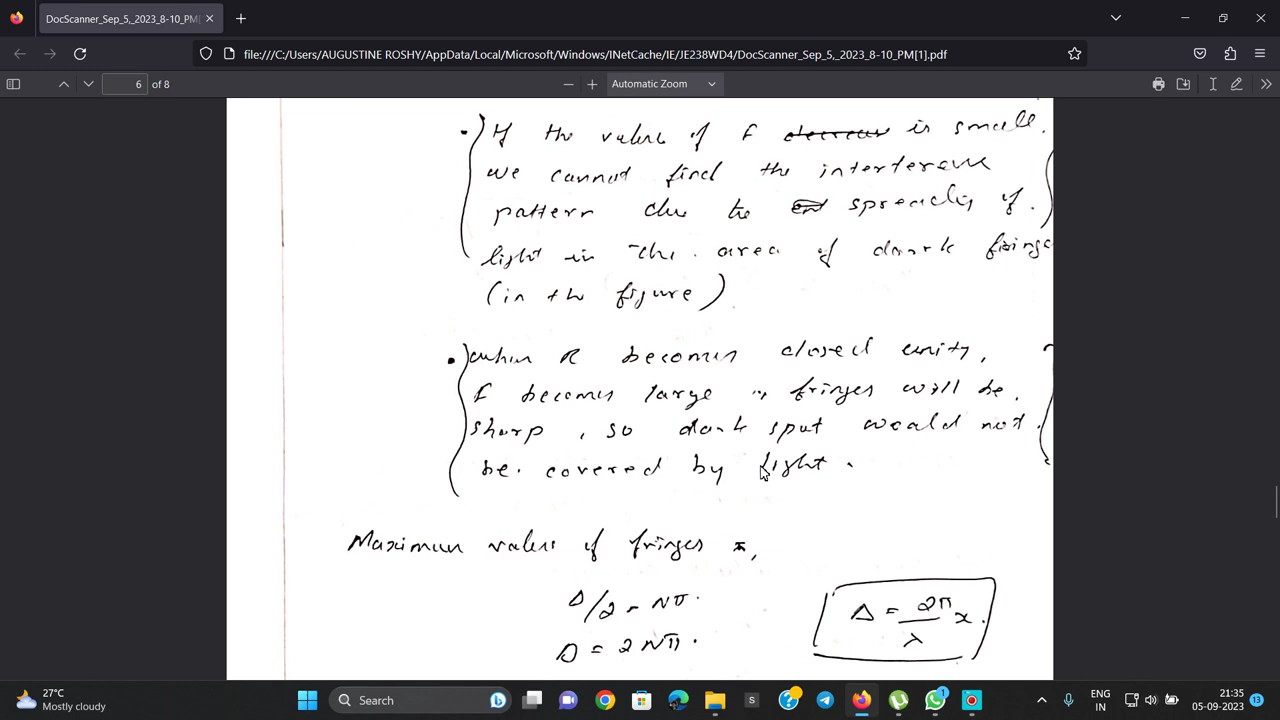 DocScanner_Sep_5,_2023_8-10_PM[
file:///C:/Users/AUGUSTINE ROSHY/AppData/Local/Microsoft/Windows/INetCache/IE/JE238WD4/DocScanner_Sep_5,_2023_8-10_PM[1].pdf
6 of 8
Automatic Zoom
If the value of F is small.
we cannot find the interference
pattern due to spreading of
light in the area of dark fringe
(in the figure)
when R becomes closed unity,
F becomes large fringes will be
sharp, so dark spot would not
be covered by light.
Maximum value of fringes,
Δ/2 = Nπ
Δ = 2Nπ.
Δ = 2π/λ x.
27°C
Mostly cloudy
Search
ENG
IN
21:35
05-09-2023
13
1